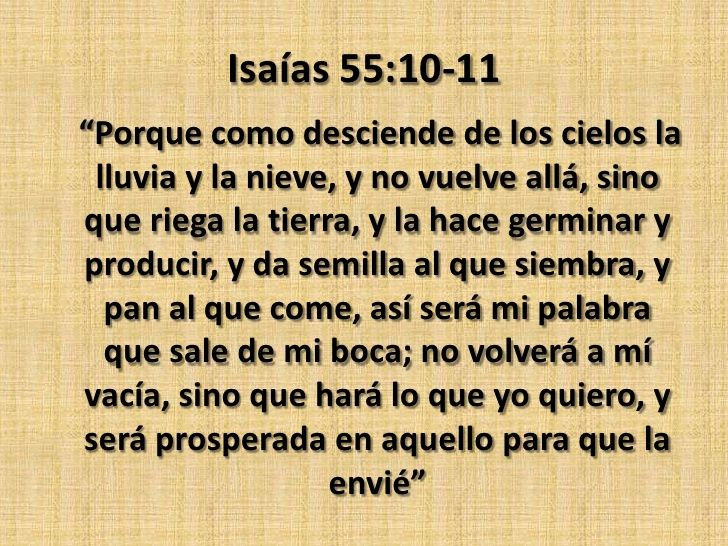 Isaías 55:10-11
“Porque como desciende de los cielos la
lluvia y la nieve, y no vuelve allá, sino
que riega la tierra, y la hace germinar y
producir, y da semilla al que siembra, y
pan al que come, así será mi palabra
que sale de mi boca; no volverá a mí
vacía, sino que hará lo que yo quiero, y
será prosperada en aquello para que la
envié”